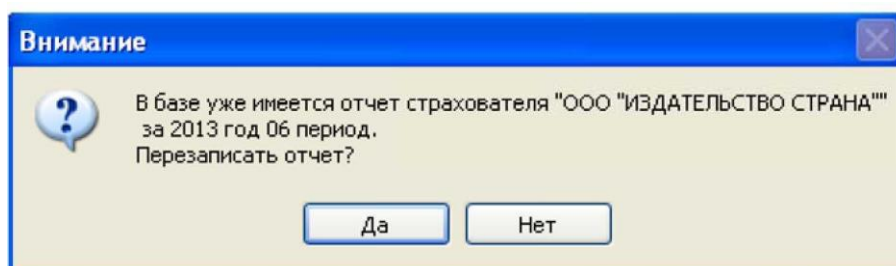 Внимание
В базе уже имеется отчет страхователя "ООО "ИЗДАТЕЛЬСТВО СТРАНА""
за 2013 год 06 период.
Перезаписать отчет?
Да
Нет